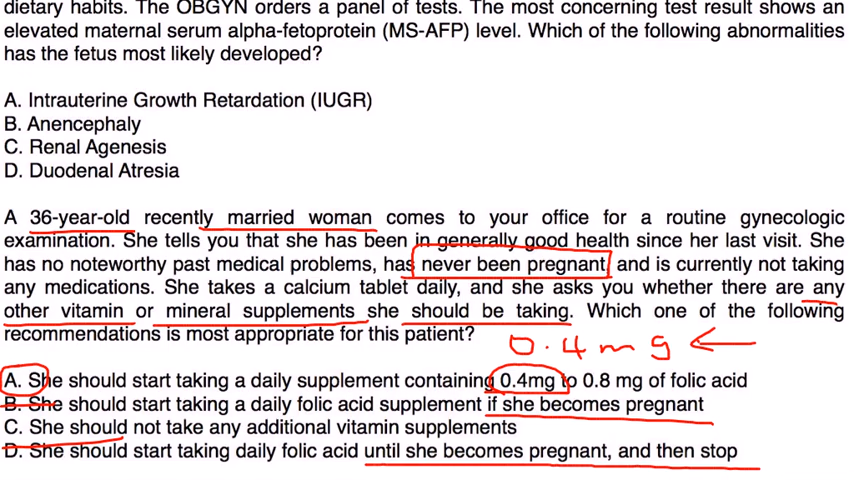 dietary habits. The OBGYN orders a panel of tests. The most concerning test result shows an
elevated maternal serum alpha-fetoprotein (MS-AFP) level. Which of the following abnormalities
has the fetus most likely developed?
A. Intrauterine Growth Retardation (IUGR)
B. Anencephaly
C. Renal Agenesis
D. Duodenal Atresia
A 36-year-old recently married woman comes to your office for a routine gynecologic
examination. She tells you that she has been in generally good health since her last visit. She
has no noteworthy past medical problems, has never been pregnant and is currently not taking
any medications. She takes a calcium tablet daily, and she asks you whether there are any
other vitamin or mineral supplements she should be taking. Which one of the following
recommendations is most appropriate for this patient?
0.4 mg
A. She should start taking a daily supplement containing 0.4mg to 0.8 mg of folic acid
B. She should start taking a daily folic acid supplement if she becomes pregnant
C. She should not take any additional vitamin supplements
D. She should start taking daily folic acid until she becomes pregnant, and then stop